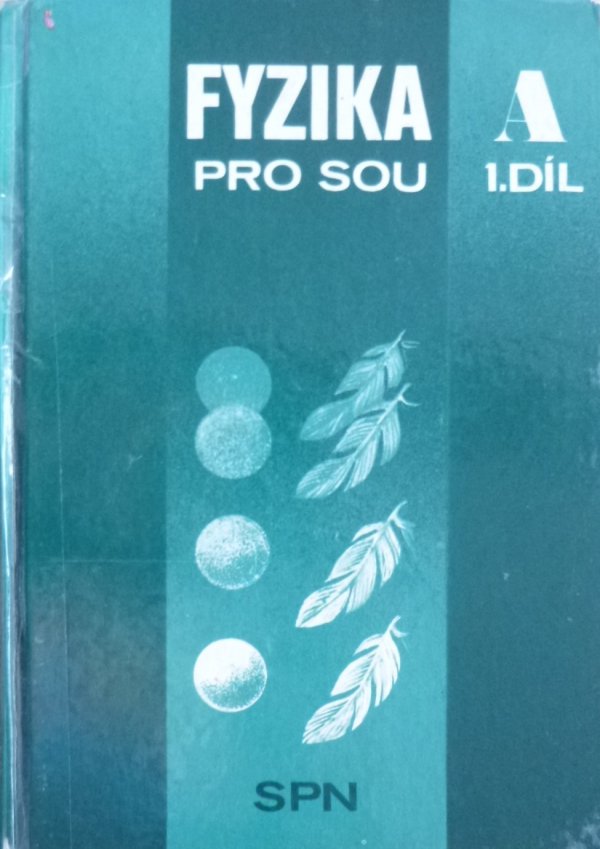 FYZIKA A
PRO SOU 1.DÍL
SPN